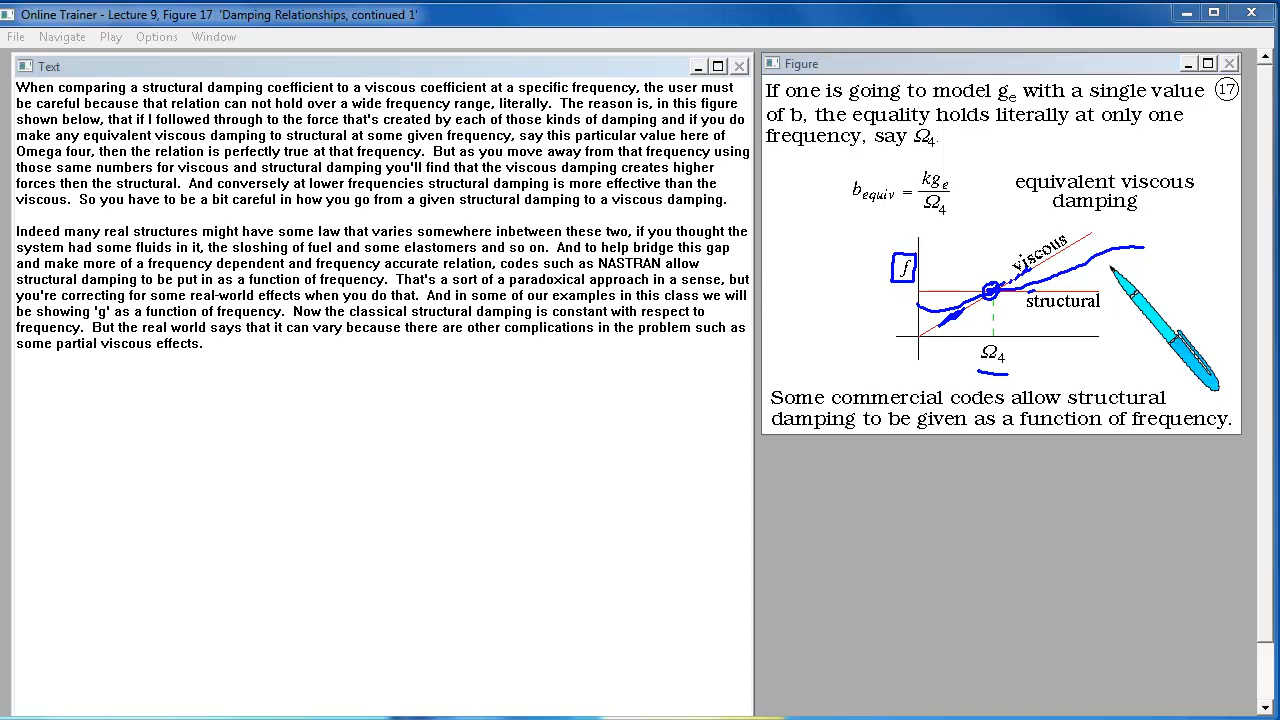 Online Trainer - Lecture 9, Figure 17 'Damping Relationships, continued 1'
File Navigate Play Options Window
Text
When comparing a structural damping coefficient to a viscous coefficient at a specific frequency, the user must
be careful because that relation can not hold over a wide frequency range, literally. The reason is, in this figure
shown below, that if I followed through to the force that's created by each of those kinds of damping and if you do
make any equivalent viscous damping to structural at some given frequency, say this particular value here of
Omega four, then the relation is perfectly true at that frequency. But as you move away from that frequency using
those same numbers for viscous and structural damping you'll find that the viscous damping creates higher
forces then the structural. And conversely at lower frequencies structural damping is more effective than the
viscous. So you have to be a bit careful in how you go from a given structural damping to a viscous damping.
Indeed many real structures might have some law that varies somewhere inbetween these two, if you thought the
system had some fluids in it, the sloshing of fuel and some elastomers and so on. And to help bridge this gap
and make more of a frequency dependent and frequency accurate relation, codes such as NASTRAN allow
structural damping to be put in as a function of frequency. That's a sort of a paradoxical approach in a sense, but
you're correcting for some real-world effects when you do that. And in some of our examples in this class we will
be showing 'g' as a function of frequency. Now the classical structural damping is constant with respect to
frequency. But the real world says that it can vary because there are other complications in the problem such as
some partial viscous effects.
Figure
If one is going to model gₑ with a single value 17
of b, the equality holds literally at only one
frequency, say Ω₄.
b_equiv = kgₑ / Ω₄
equivalent viscous
damping
f
viscous
structural
Ω₄
Some commercial codes allow structural
damping to be given as a function of frequency.